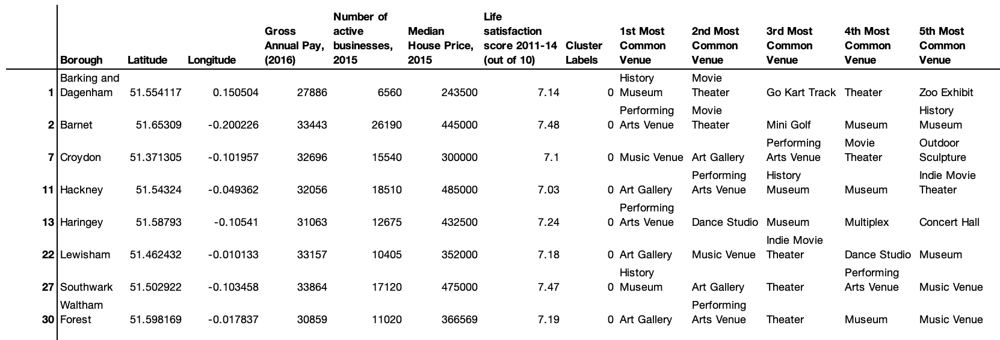 Life
Number of satisfaction
Gross active Median 1st Most 2nd Most 3rd Most 4th Most 5th Most
Annual Pay, businesses, House Price, score 2011-14 Cluster Common Common Common Common Common
Borough Latitude Longitude (2016) 2015 2015 (out of 10) Labels Venue Venue Venue Venue Venue
Barking and History Movie
1 Dagenham 51.554117 0.150504 27886 6560 243500 7.14 0 Museum Theater Go Kart Track Theater Zoo Exhibit
Performing Movie History
2 Barnet 51.65309 -0.200226 33443 26190 445000 7.48 0 Arts Venue Theater Mini Golf Museum Museum
Performing Movie Outdoor
7 Croydon 51.371305 -0.101957 32696 15540 300000 7.1 0 Music Venue Art Gallery Arts Venue Theater Sculpture
Performing History Indie Movie
11 Hackney 51.54324 -0.049362 32056 18510 485000 7.03 0 Art Gallery Arts Venue Museum Museum Theater
Performing
13 Haringey 51.58793 -0.10541 31063 12675 432500 7.24 0 Arts Venue Dance Studio Museum Multiplex Concert Hall
Indie Movie
22 Lewisham 51.462432 -0.010133 33157 10405 352000 7.18 0 Art Gallery Music Venue Theater Dance Studio Museum
History Performing
27 Southwark 51.502922 -0.103458 33864 17120 475000 7.47 0 Museum Art Gallery Theater Arts Venue Music Venue
Waltham Performing
30 Forest 51.598169 -0.017837 30859 11020 366569 7.19 0 Art Gallery Arts Venue Theater Museum Music Venue